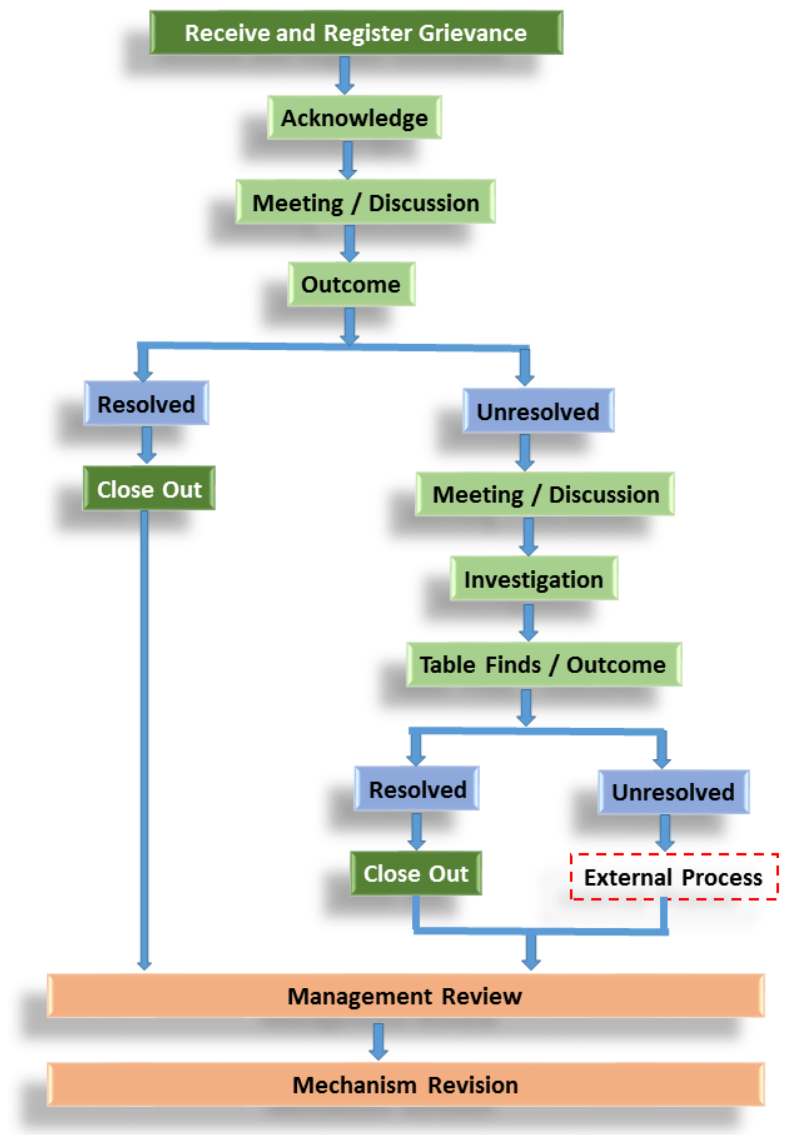 Receive and Register Grievance
Acknowledge
Meeting / Discussion
Outcome
Resolved
Unresolved
Close Out
Meeting / Discussion
Investigation
Table Finds / Outcome
Resolved
Unresolved
Close Out
External Process
Management Review
Mechanism Revision